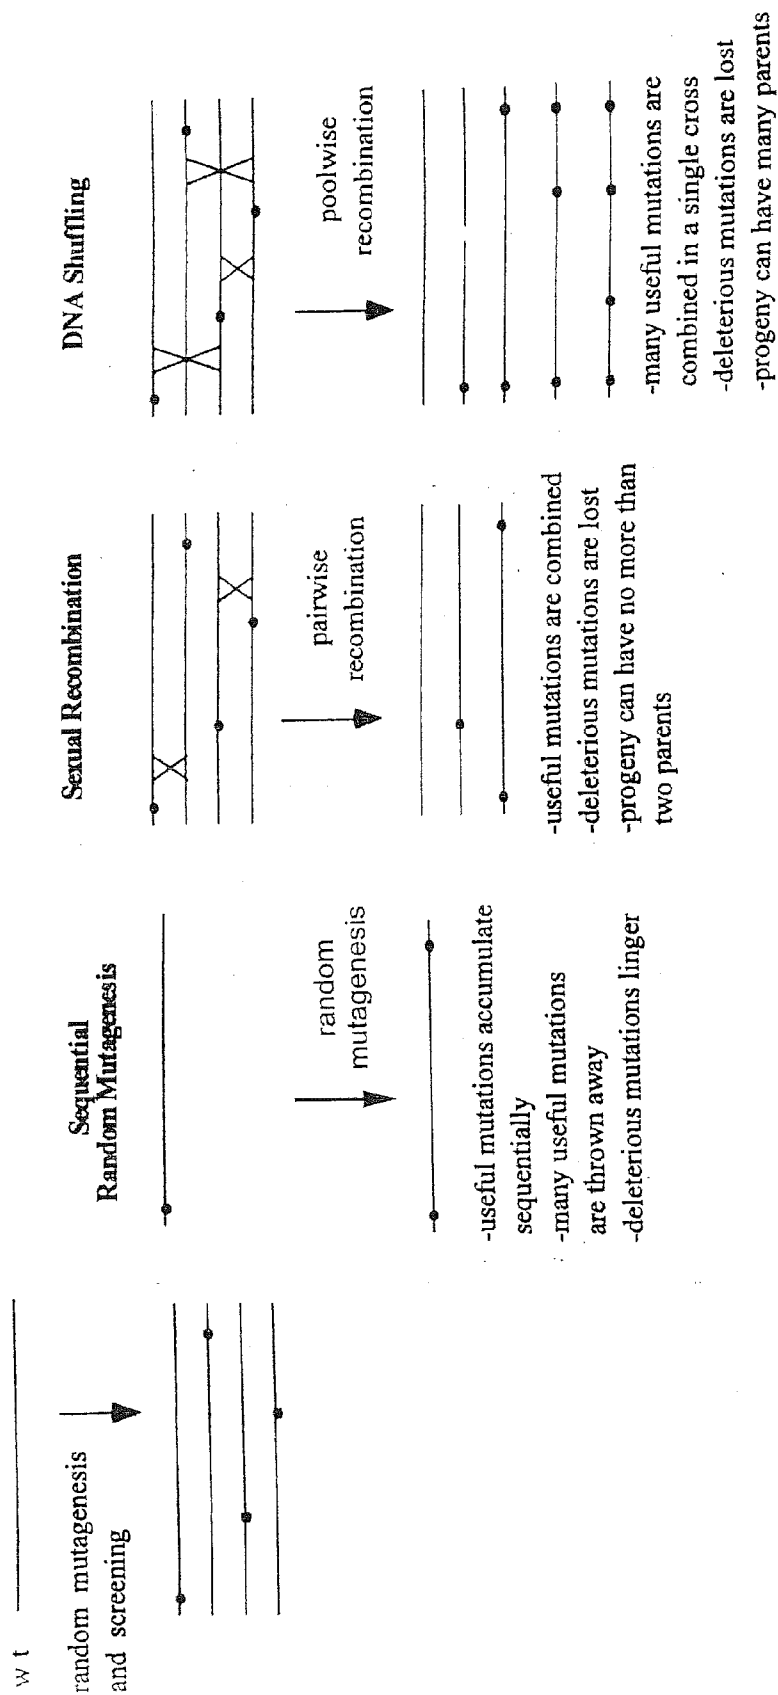 w t
random mutagenesis
and screening
Sequential
Random Mutagenesis
random
mutagenesis
-useful mutations accumulate
sequentially
-many useful mutations
are thrown away
-deleterious mutations linger
Sexual Recombination
pairwise
recombination
-useful mutations are combined
-deleterious mutations are lost
-progeny can have no more than
two parents
DNA Shuffling
poolwise
recombination
-many useful mutations are
combined in a single cross
-deleterious mutations are lost
-progeny can have many parents